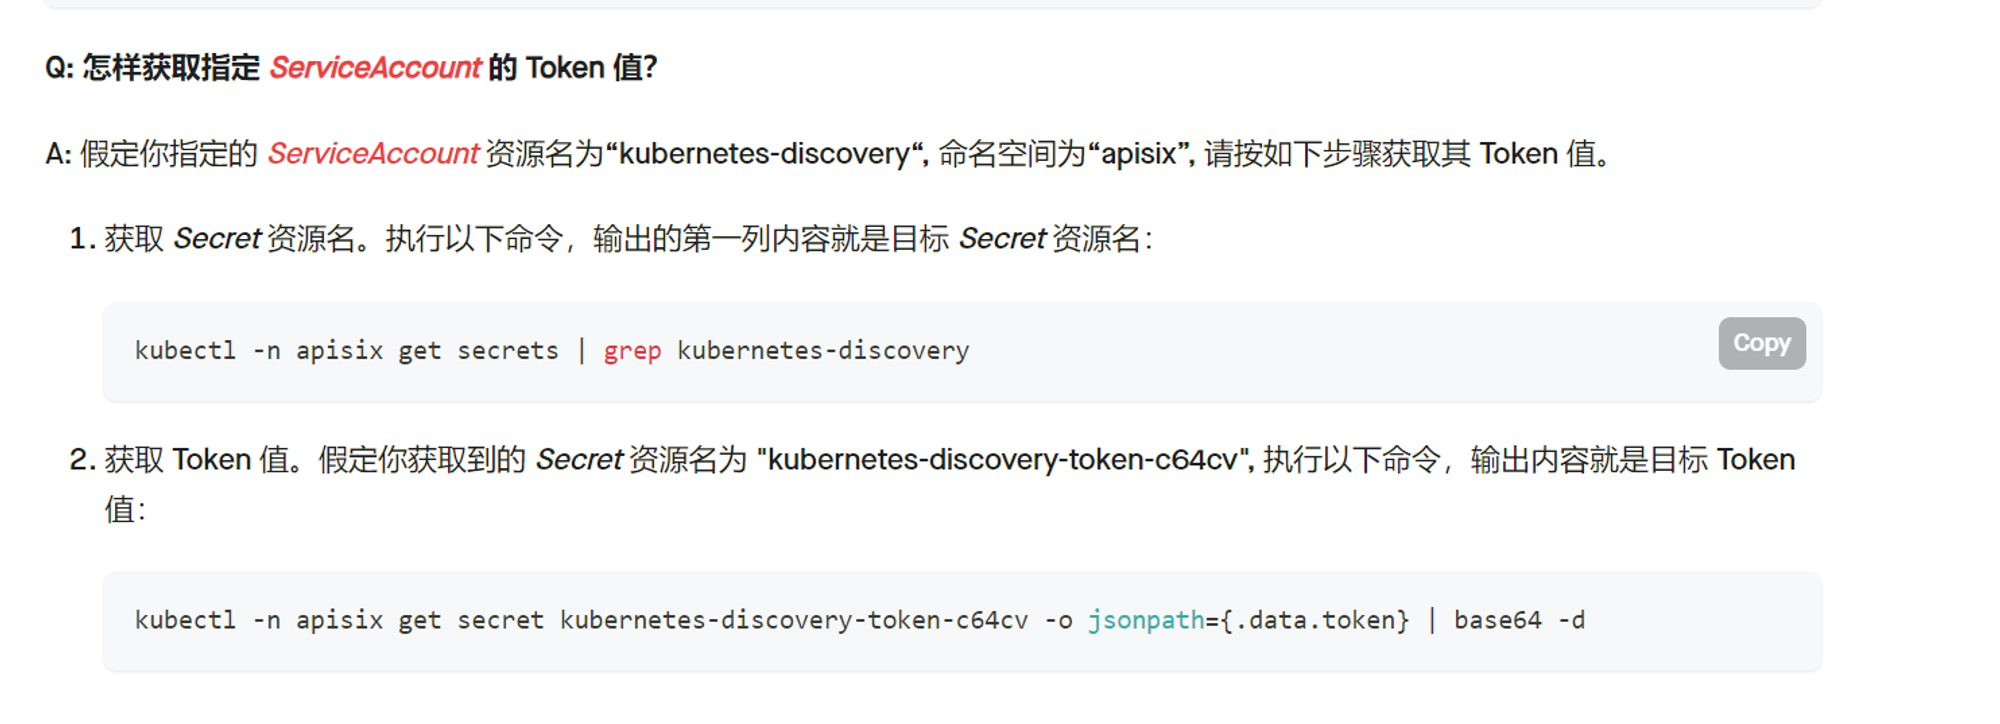 Q: 怎样获取指定 ServiceAccount 的 Token 值?
A: 假定你指定的 ServiceAccount 资源名为“kubernetes-discovery“, 命名空间为“apisix”, 请按如下步骤获取其 Token 值。
1. 获取 Secret 资源名。执行以下命令，输出的第一列内容就是目标 Secret 资源名：
kubectl -n apisix get secrets | grep kubernetes-discovery
Copy
2. 获取 Token 值。假定你获取到的 Secret 资源名为 "kubernetes-discovery-token-c64cv", 执行以下命令，输出内容就是目标 Token
值：
kubectl -n apisix get secret kubernetes-discovery-token-c64cv -o jsonpath={.data.token} | base64 -d